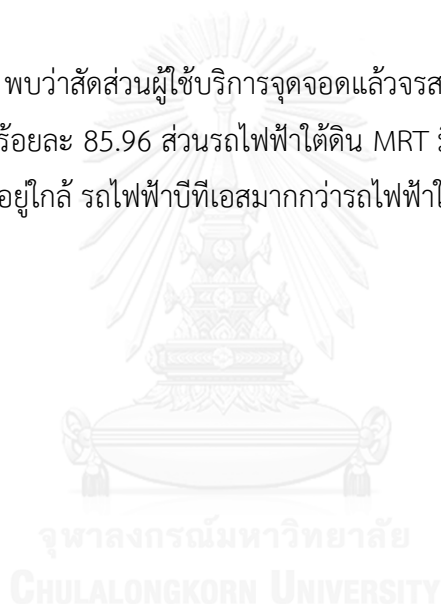 พบว่าสัดส่วนผู้ใช้บริการจุดจอดแล้วจรส
ร้อยละ 85.96 ส่วนรถไฟฟ้าใต้ดิน MRT
อยู่ใกล้ รถไฟฟ้าบีทีเอสมากกว่ารถไฟฟ้าใ
จุฬาลงกรณ์มหาวิทยาลัย
CHULALONGKORN UNIVERSITY